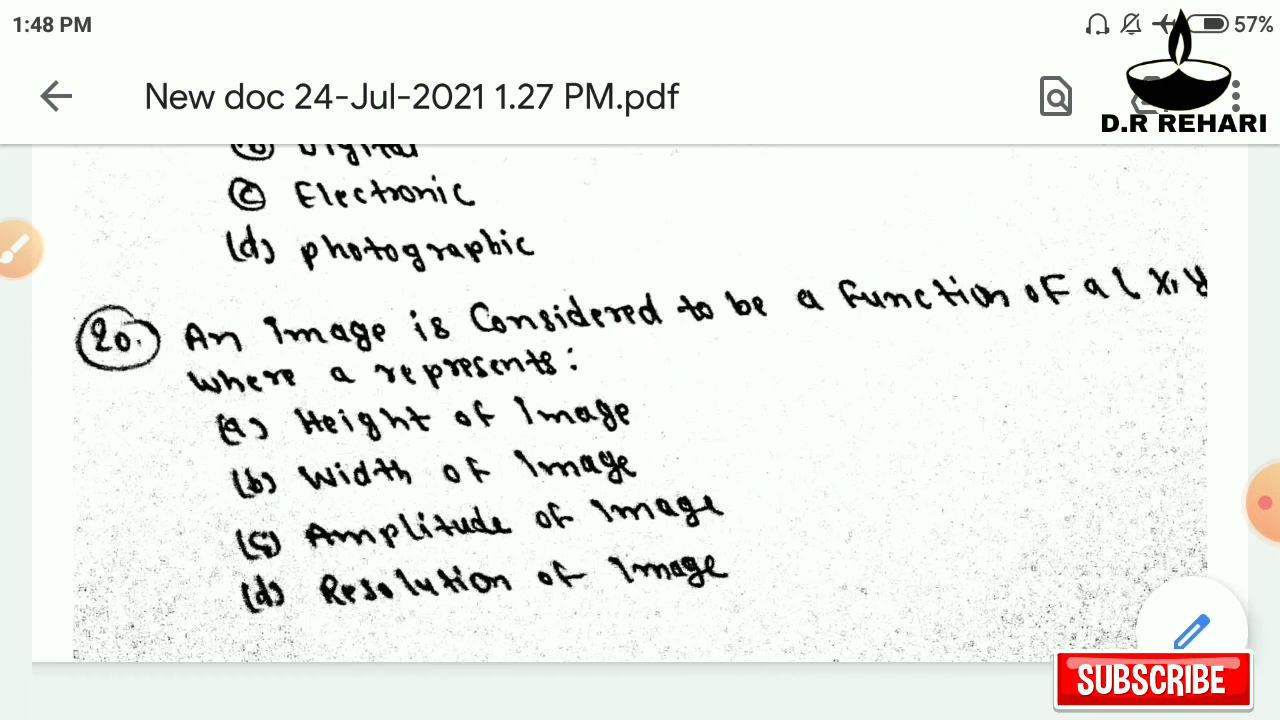 1:48 PM
57%
New doc 24-Jul-2021 1.27 PM.pdf
D.R REHARI
(b) Digital
(c) Electronic
(d) photographic
20. An Image is Considered to be a function of a ( x, y
where a represents:
(a) Height of Image
(b) Width of Image
(c) Amplitude of Image
(d) Resolution of Image
SUBSCRIBE